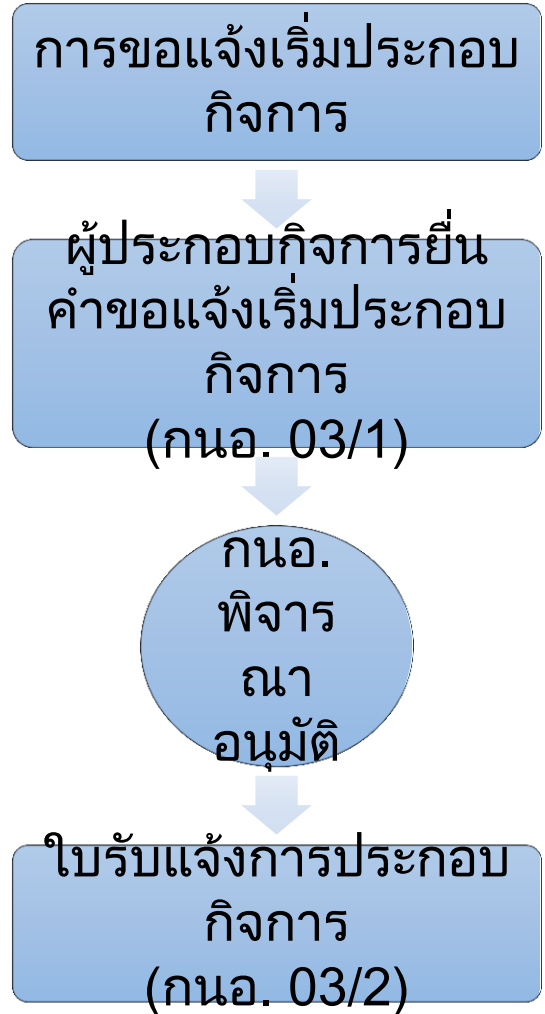 การขอแจ้งเริ่มประกอบ
กิจการ
ผู้ประกอบกิจการยื่น
คำขอแจ้งเริ่มประกอบ
กิจการ
(กนอ. 03/1)
กนอ.
พิจาร
ณา
อนุมัติ
ใบรับแจ้งการประกอบ
กิจการ
(กนอ. 03/2)